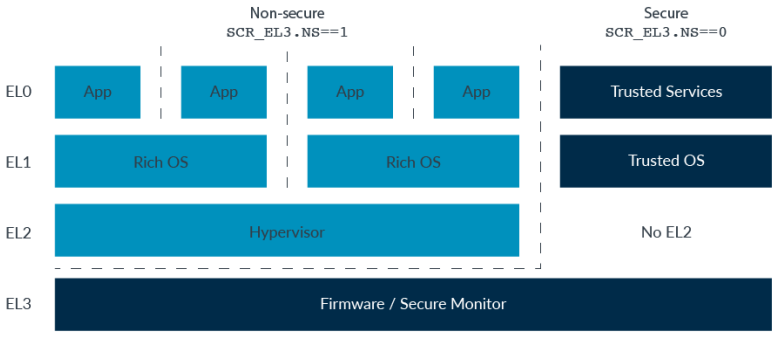 Non-secure
SCR_EL3.NS==1
Secure
SCR_EL3.NS==0
EL0
App
App
App
App
Trusted Services
EL1
Rich OS
Rich OS
Trusted OS
EL2
Hypervisor
No EL2
EL3
Firmware / Secure Monitor